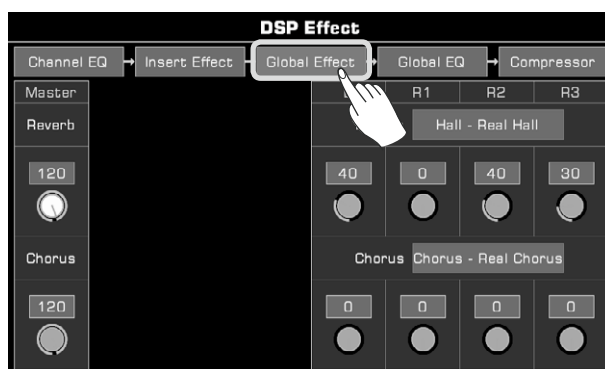 DSP Effect
Channel EQ Insert Effect Global Effect Global EQ Compressor
Master R1 R2 R3
Reverb Hall - Real Hall
120 40 0 40 30
Chorus Chorus Chorus - Real Chorus
120 0 0 0 0